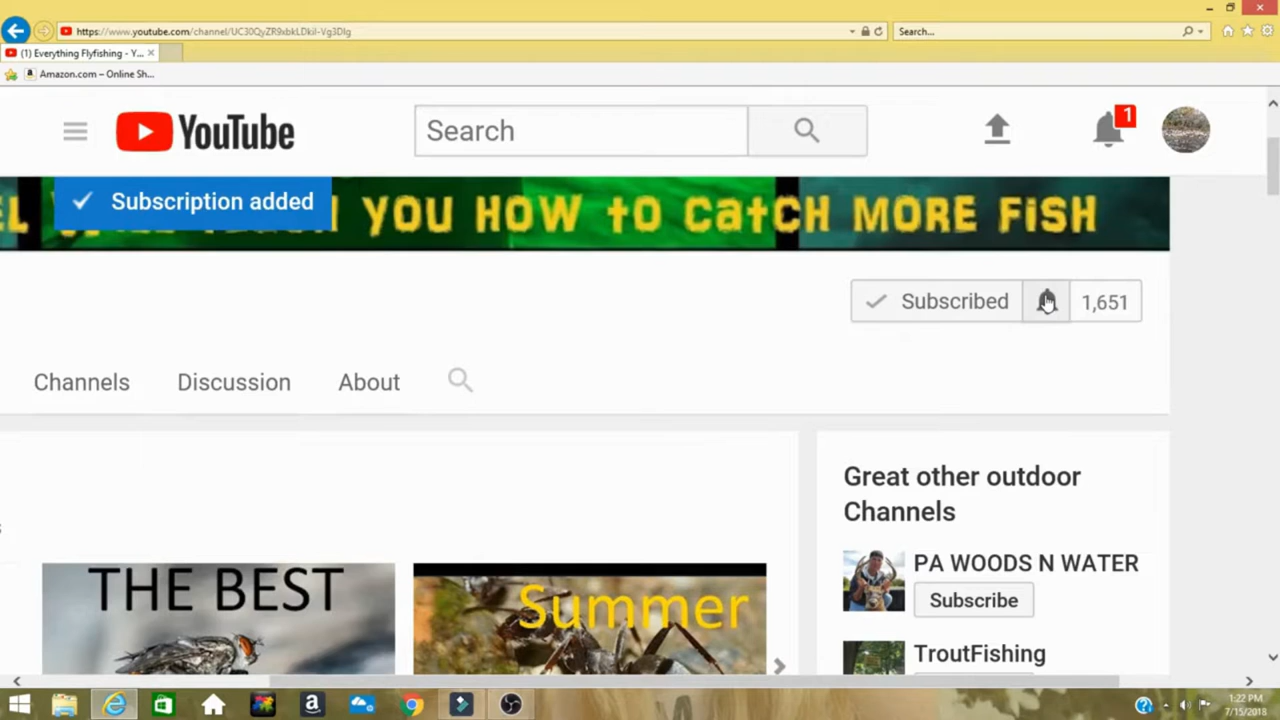 https://www.youtube.com/channel/UC30QyZR9xbkLDkil-Vg3DIg
Search...
(1) Everything Flyfishing - Y...
Amazon.com – Online Sh...
YouTube
Search
1
Subscription added
YOU HOW to CatCH MORE FiSH
Subscribed
1,651
Channels
Discussion
About
Great other outdoor
Channels
PA WOODS N WATER
Subscribe
THE BEST
Summer
TroutFishing
1:22 PM
7/15/2018